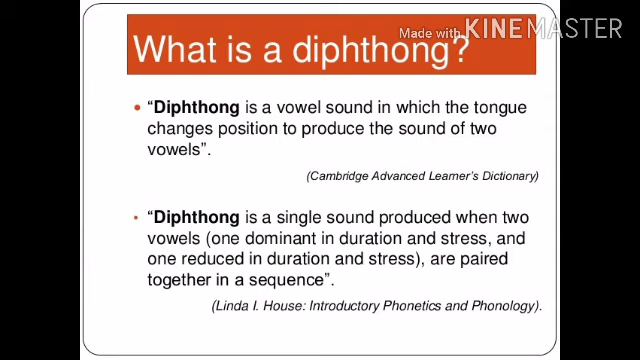 Made with KINEMASTER
What is a diphthong?
• “Diphthong is a vowel sound in which the tongue
changes position to produce the sound of two
vowels”.
(Cambridge Advanced Learner’s Dictionary)
• “Diphthong is a single sound produced when two
vowels (one dominant in duration and stress, and
one reduced in duration and stress), are paired
together in a sequence”.
(Linda I. House: Introductory Phonetics and Phonology).